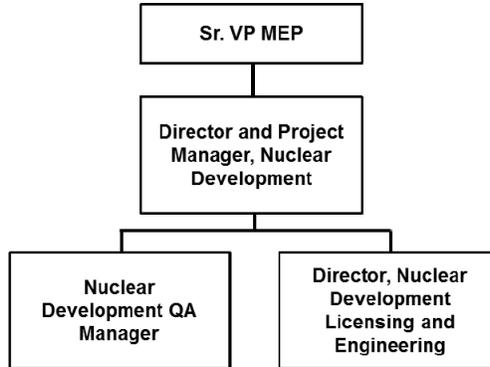 Sr. VP MEP
Director and Project
Manager, Nuclear
Development
Nuclear
Development QA
Manager
Director, Nuclear
Development
Licensing and
Engineering